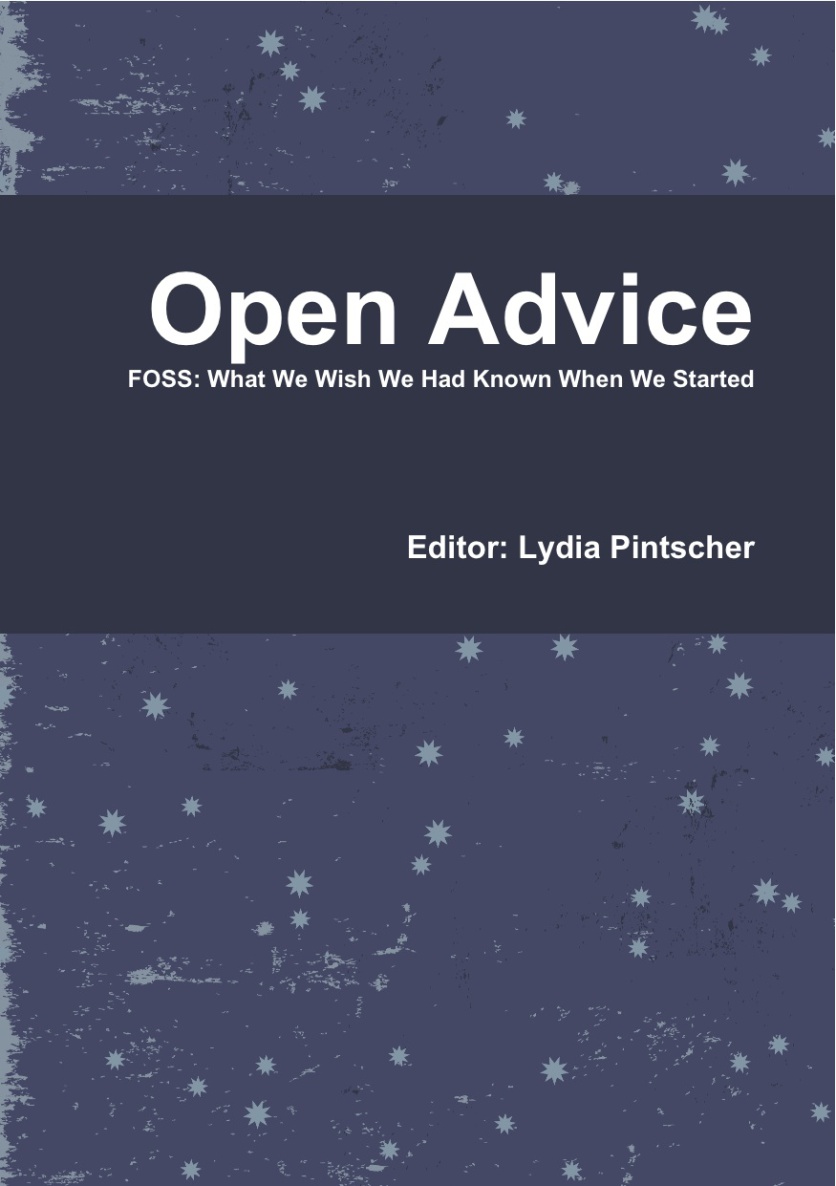 Open Advice
FOSS: What We Wish We Had Known When We Started
Editor: Lydia Pintscher